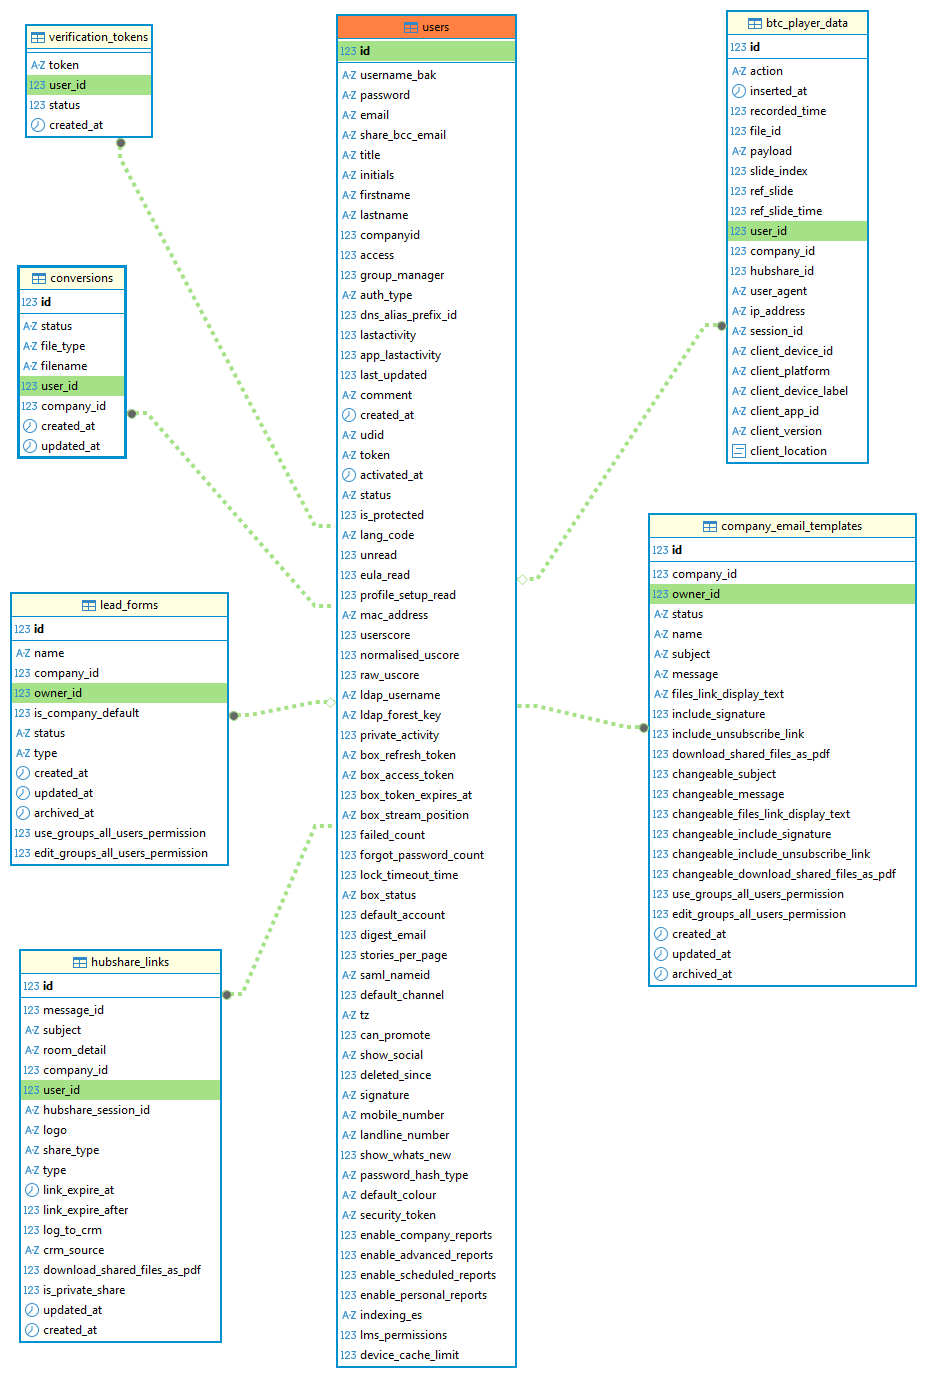 verification_tokens
A-Z token
123 user_id
123 status
created_at
conversions
123 id
A-Z status
A-Z file_type
A-Z filename
123 user_id
123 company_id
created_at
updated_at
lead_forms
123 id
A-Z name
123 company_id
123 owner_id
123 is_company_default
A-Z status
A-Z type
created_at
updated_at
archived_at
123 use_groups_all_users_permission
123 edit_groups_all_users_permission
hubshare_links
123 id
123 message_id
A-Z subject
A-Z room_detail
123 company_id
123 user_id
A-Z hubshare_session_id
A-Z logo
A-Z share_type
A-Z type
link_expire_at
123 link_expire_after
123 log_to_crm
A-Z crm_source
123 download_shared_files_as_pdf
123 is_private_share
updated_at
created_at
users
123 id
A-Z username_bak
A-Z password
A-Z email
A-Z share_bcc_email
A-Z title
A-Z initials
A-Z firstname
A-Z lastname
123 companyid
123 access
123 group_manager
A-Z auth_type
123 dns_alias_prefix_id
123 lastactivity
123 app_lastactivity
123 last_updated
A-Z comment
created_at
A-Z udid
A-Z token
activated_at
A-Z status
123 is_protected
A-Z lang_code
123 unread
123 eula_read
123 profile_setup_read
A-Z mac_address
123 userscore
123 normalised_uscore
123 raw_uscore
A-Z ldap_username
A-Z ldap_forest_key
123 private_activity
A-Z box_refresh_token
A-Z box_access_token
123 box_token_expires_at
A-Z box_stream_position
123 failed_count
123 forgot_password_count
123 lock_timeout_time
A-Z box_status
123 default_account
123 digest_email
123 stories_per_page
A-Z saml_nameid
123 default_channel
A-Z tz
123 can_promote
A-Z show_social
123 deleted_since
A-Z signature
A-Z mobile_number
A-Z landline_number
123 show_whats_new
A-Z password_hash_type
A-Z default_colour
A-Z security_token
123 enable_company_reports
123 enable_advanced_reports
123 enable_scheduled_reports
123 enable_personal_reports
A-Z indexing_es
123 lms_permissions
123 device_cache_limit
btc_player_data
123 id
A-Z action
inserted_at
123 recorded_time
123 file_id
A-Z payload
123 slide_index
123 ref_slide
123 ref_slide_time
123 user_id
123 company_id
123 hubshare_id
A-Z user_agent
A-Z ip_address
A-Z session_id
A-Z client_device_id
A-Z client_platform
A-Z client_device_label
A-Z client_app_id
A-Z client_version
client_location
company_email_templates
123 id
123 company_id
123 owner_id
A-Z status
A-Z name
A-Z subject
A-Z message
A-Z files_link_display_text
123 include_signature
123 include_unsubscribe_link
123 download_shared_files_as_pdf
123 changeable_subject
123 changeable_message
123 changeable_files_link_display_text
123 changeable_include_signature
123 changeable_include_unsubscribe_link
123 changeable_download_shared_files_as_pdf
123 use_groups_all_users_permission
123 edit_groups_all_users_permission
created_at
updated_at
archived_at